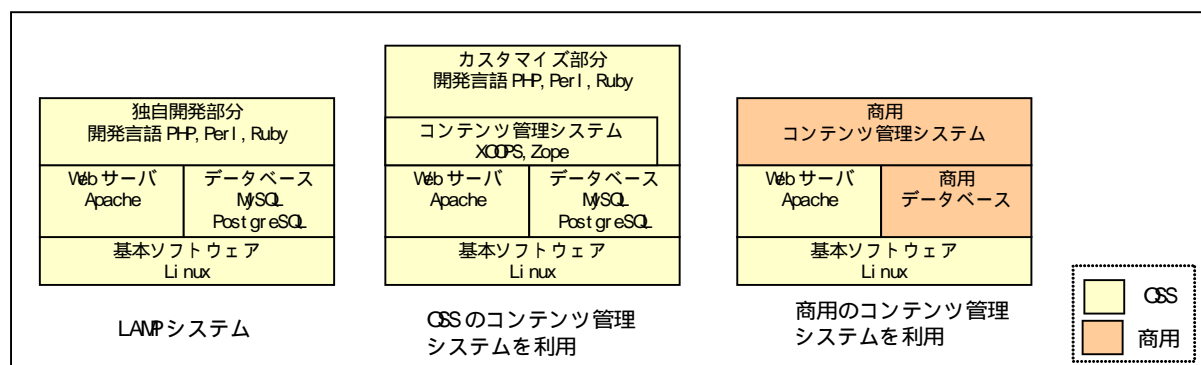 独自開発部分
開発言語 PHP, Perl, Ruby
Webサーバ
Apache
データベース
MySQL
PostgreSQL
基本ソフトウェア
Linux
LAMPシステム
カスタマイズ部分
開発言語 PHP, Perl, Ruby
コンテンツ管理システム
XOOPS, Zope
Webサーバ
Apache
データベース
MySQL
PostgreSQL
基本ソフトウェア
Linux
OSSのコンテンツ管理
システムを利用
商用
コンテンツ管理システム
Webサーバ
Apache
商用
データベース
基本ソフトウェア
Linux
商用のコンテンツ管理
システムを利用
OSS
商用